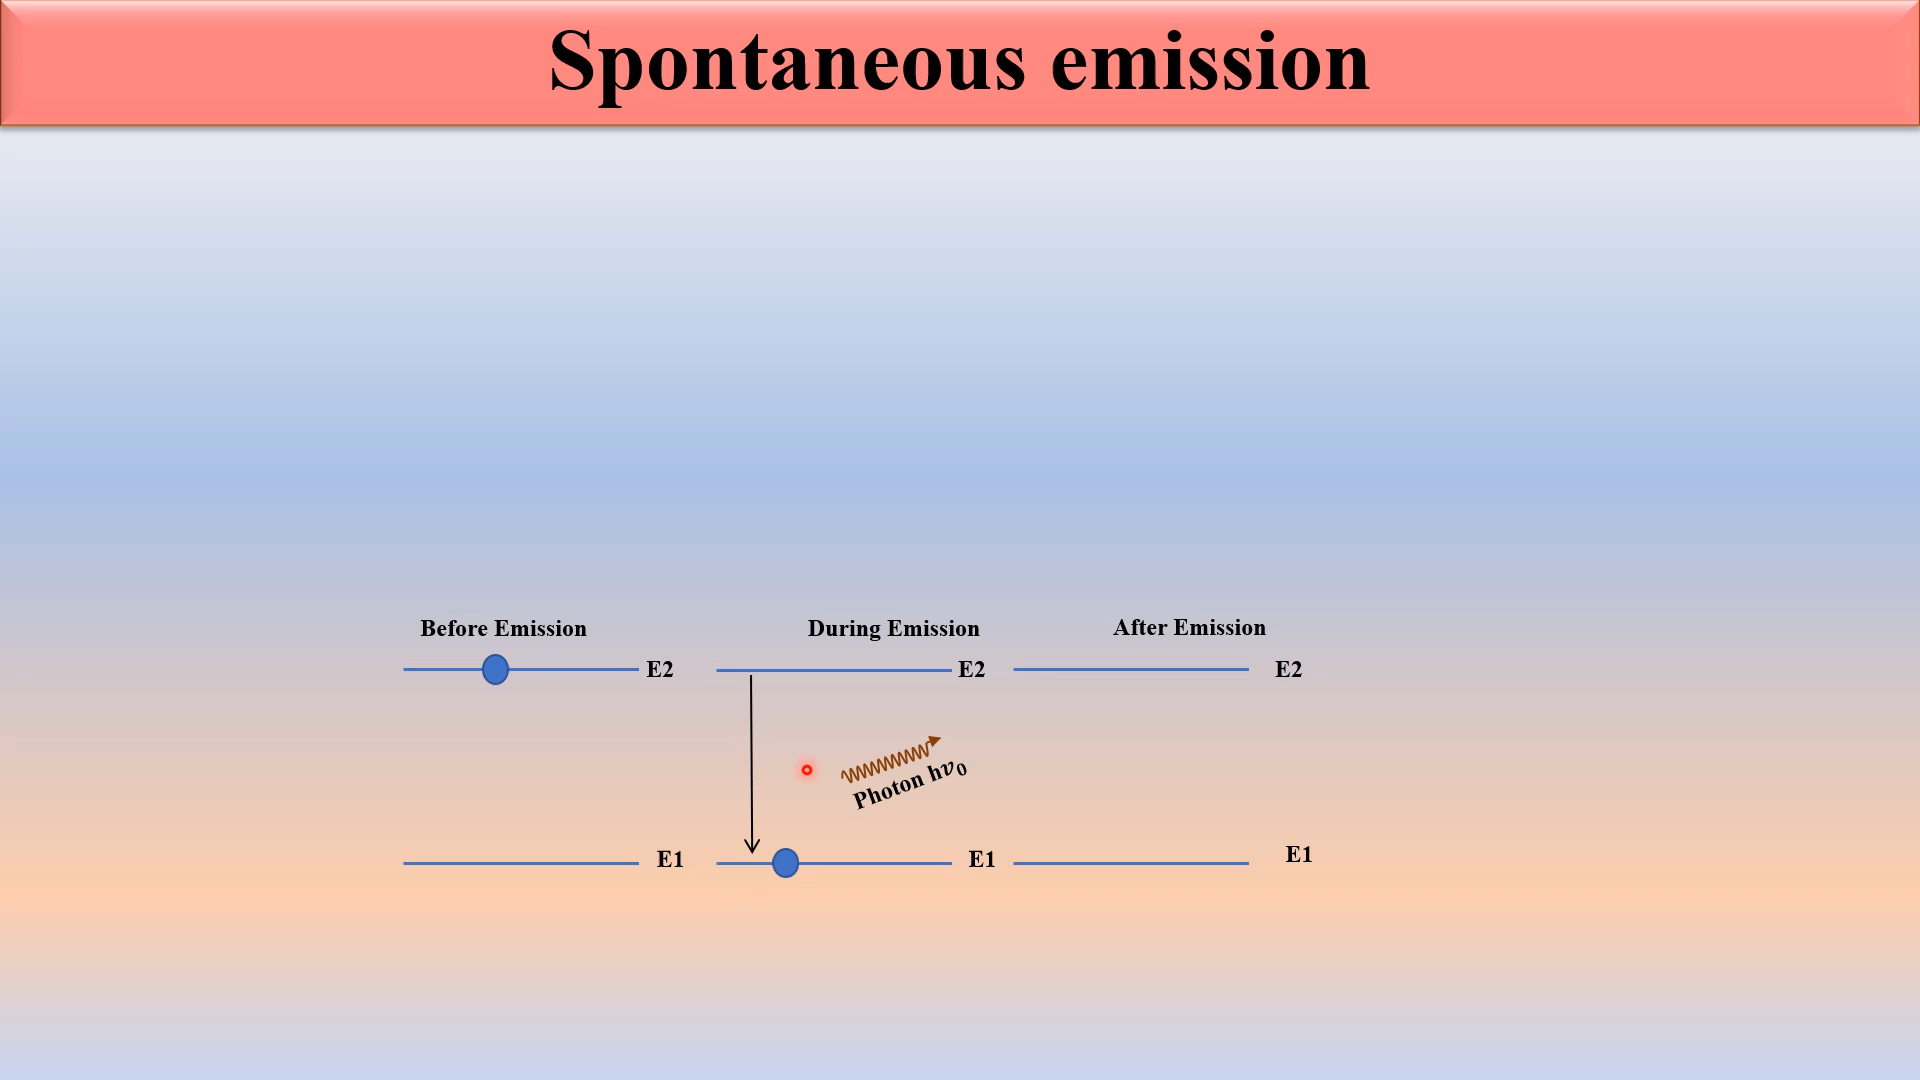 Spontaneous emission
Before Emission
During Emission
After Emission
E2
E2
E2
Photon h𝜈₀
E1
E1
E1